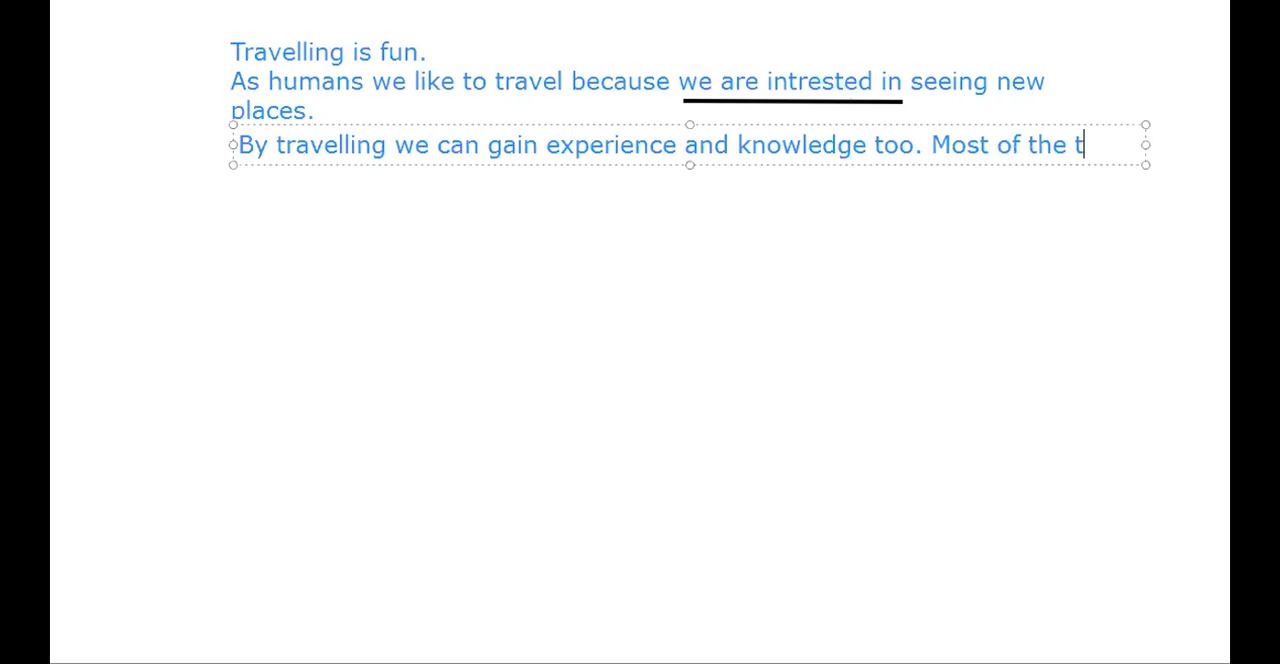 Travelling is fun.
As humans we like to travel because we are intrested in seeing new
places.
By travelling we can gain experience and knowledge too. Most of the t